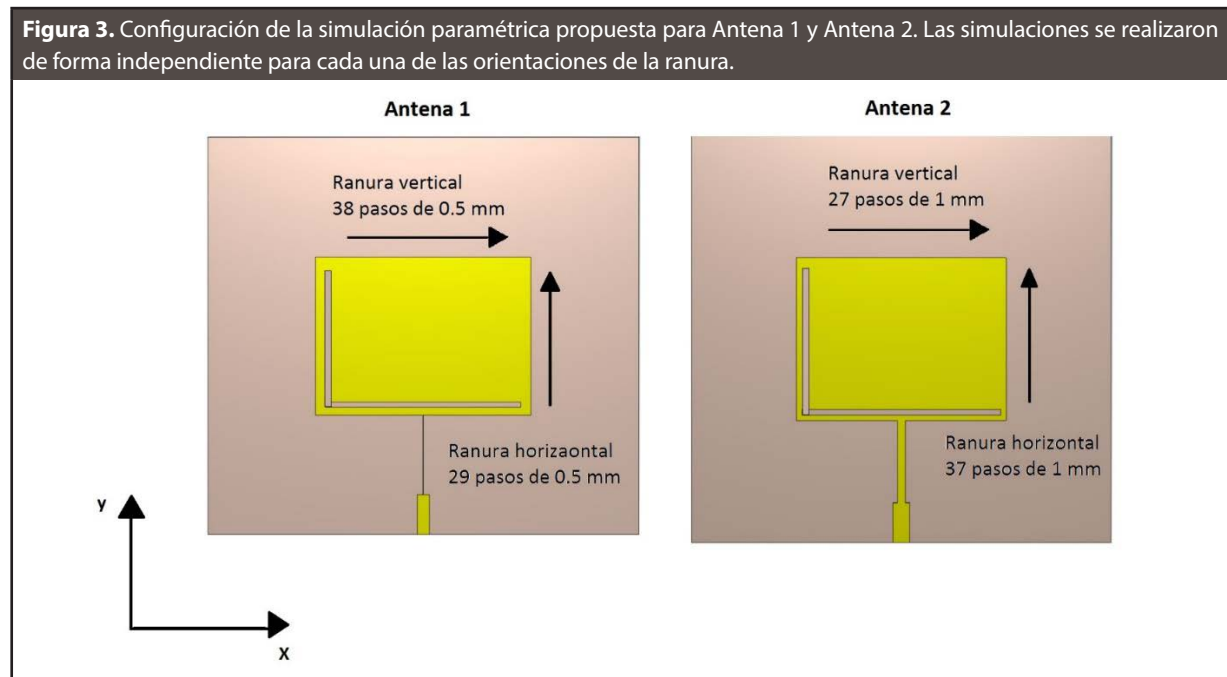 Figura 3. Configuración de la simulación paramétrica propuesta para Antena 1 y Antena 2. Las simulaciones se realizaron
de forma independiente para cada una de las orientaciones de la ranura.
Antena 1
Ranura vertical
38 pasos de 0.5 mm
Ranura horizaontal
29 pasos de 0.5 mm
Antena 2
Ranura vertical
27 pasos de 1 mm
Ranura horizontal
37 pasos de 1 mm
y
X